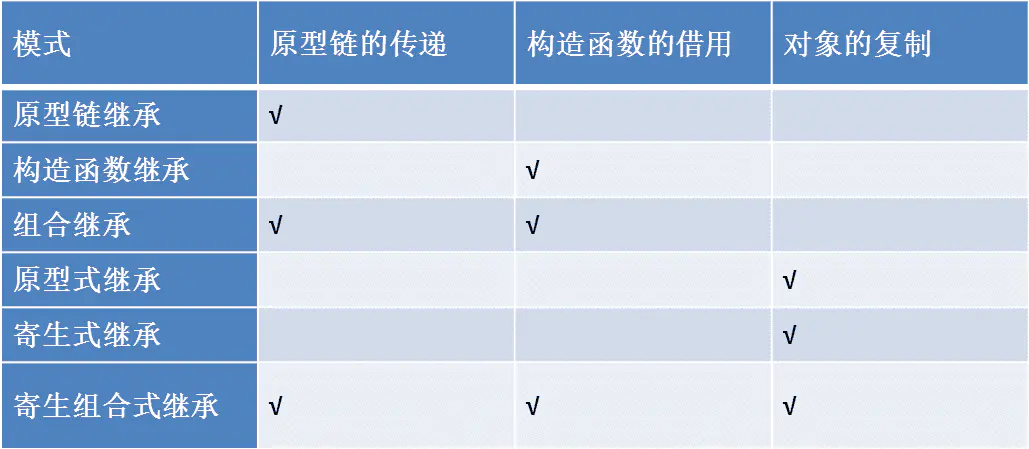 模式 原型链的传递 构造函数的借用 对象的复制
原型链继承 √
构造函数继承 √
组合继承 √ √
原型式继承 √
寄生式继承 √
寄生组合式继承 √ √ √